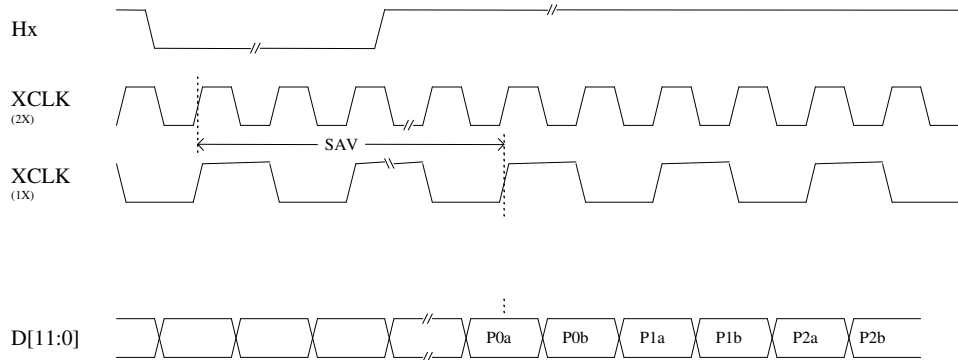 Hx
XCLK
(2X)
SAV
XCLK
(1X)
D[11:0] P0a P0b P1a P1b P2a P2b